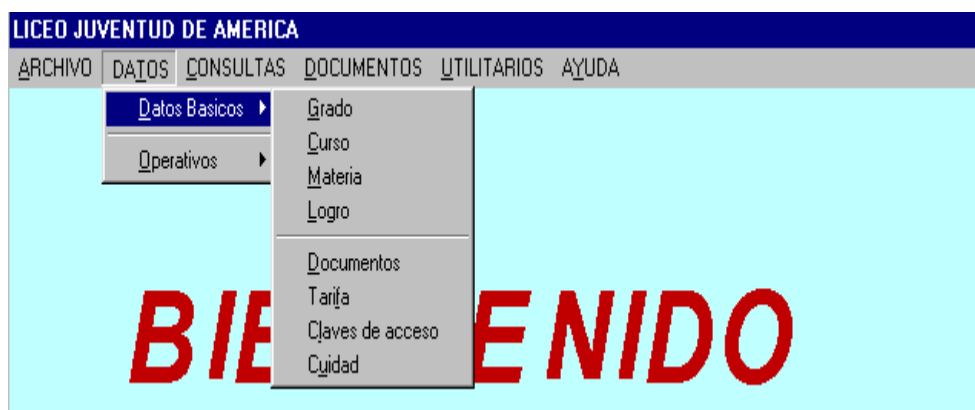 LICEO JUVENTUD DE AMERICA
ARCHIVO DATOS CONSULTAS DOCUMENTOS UTILITARIOS AYUDA
Datos Basicos
Operativos
Grado
Curso
Materia
Logro
Documentos
Tarifa
Claves de acceso
Cuidad
BIE ENIDO